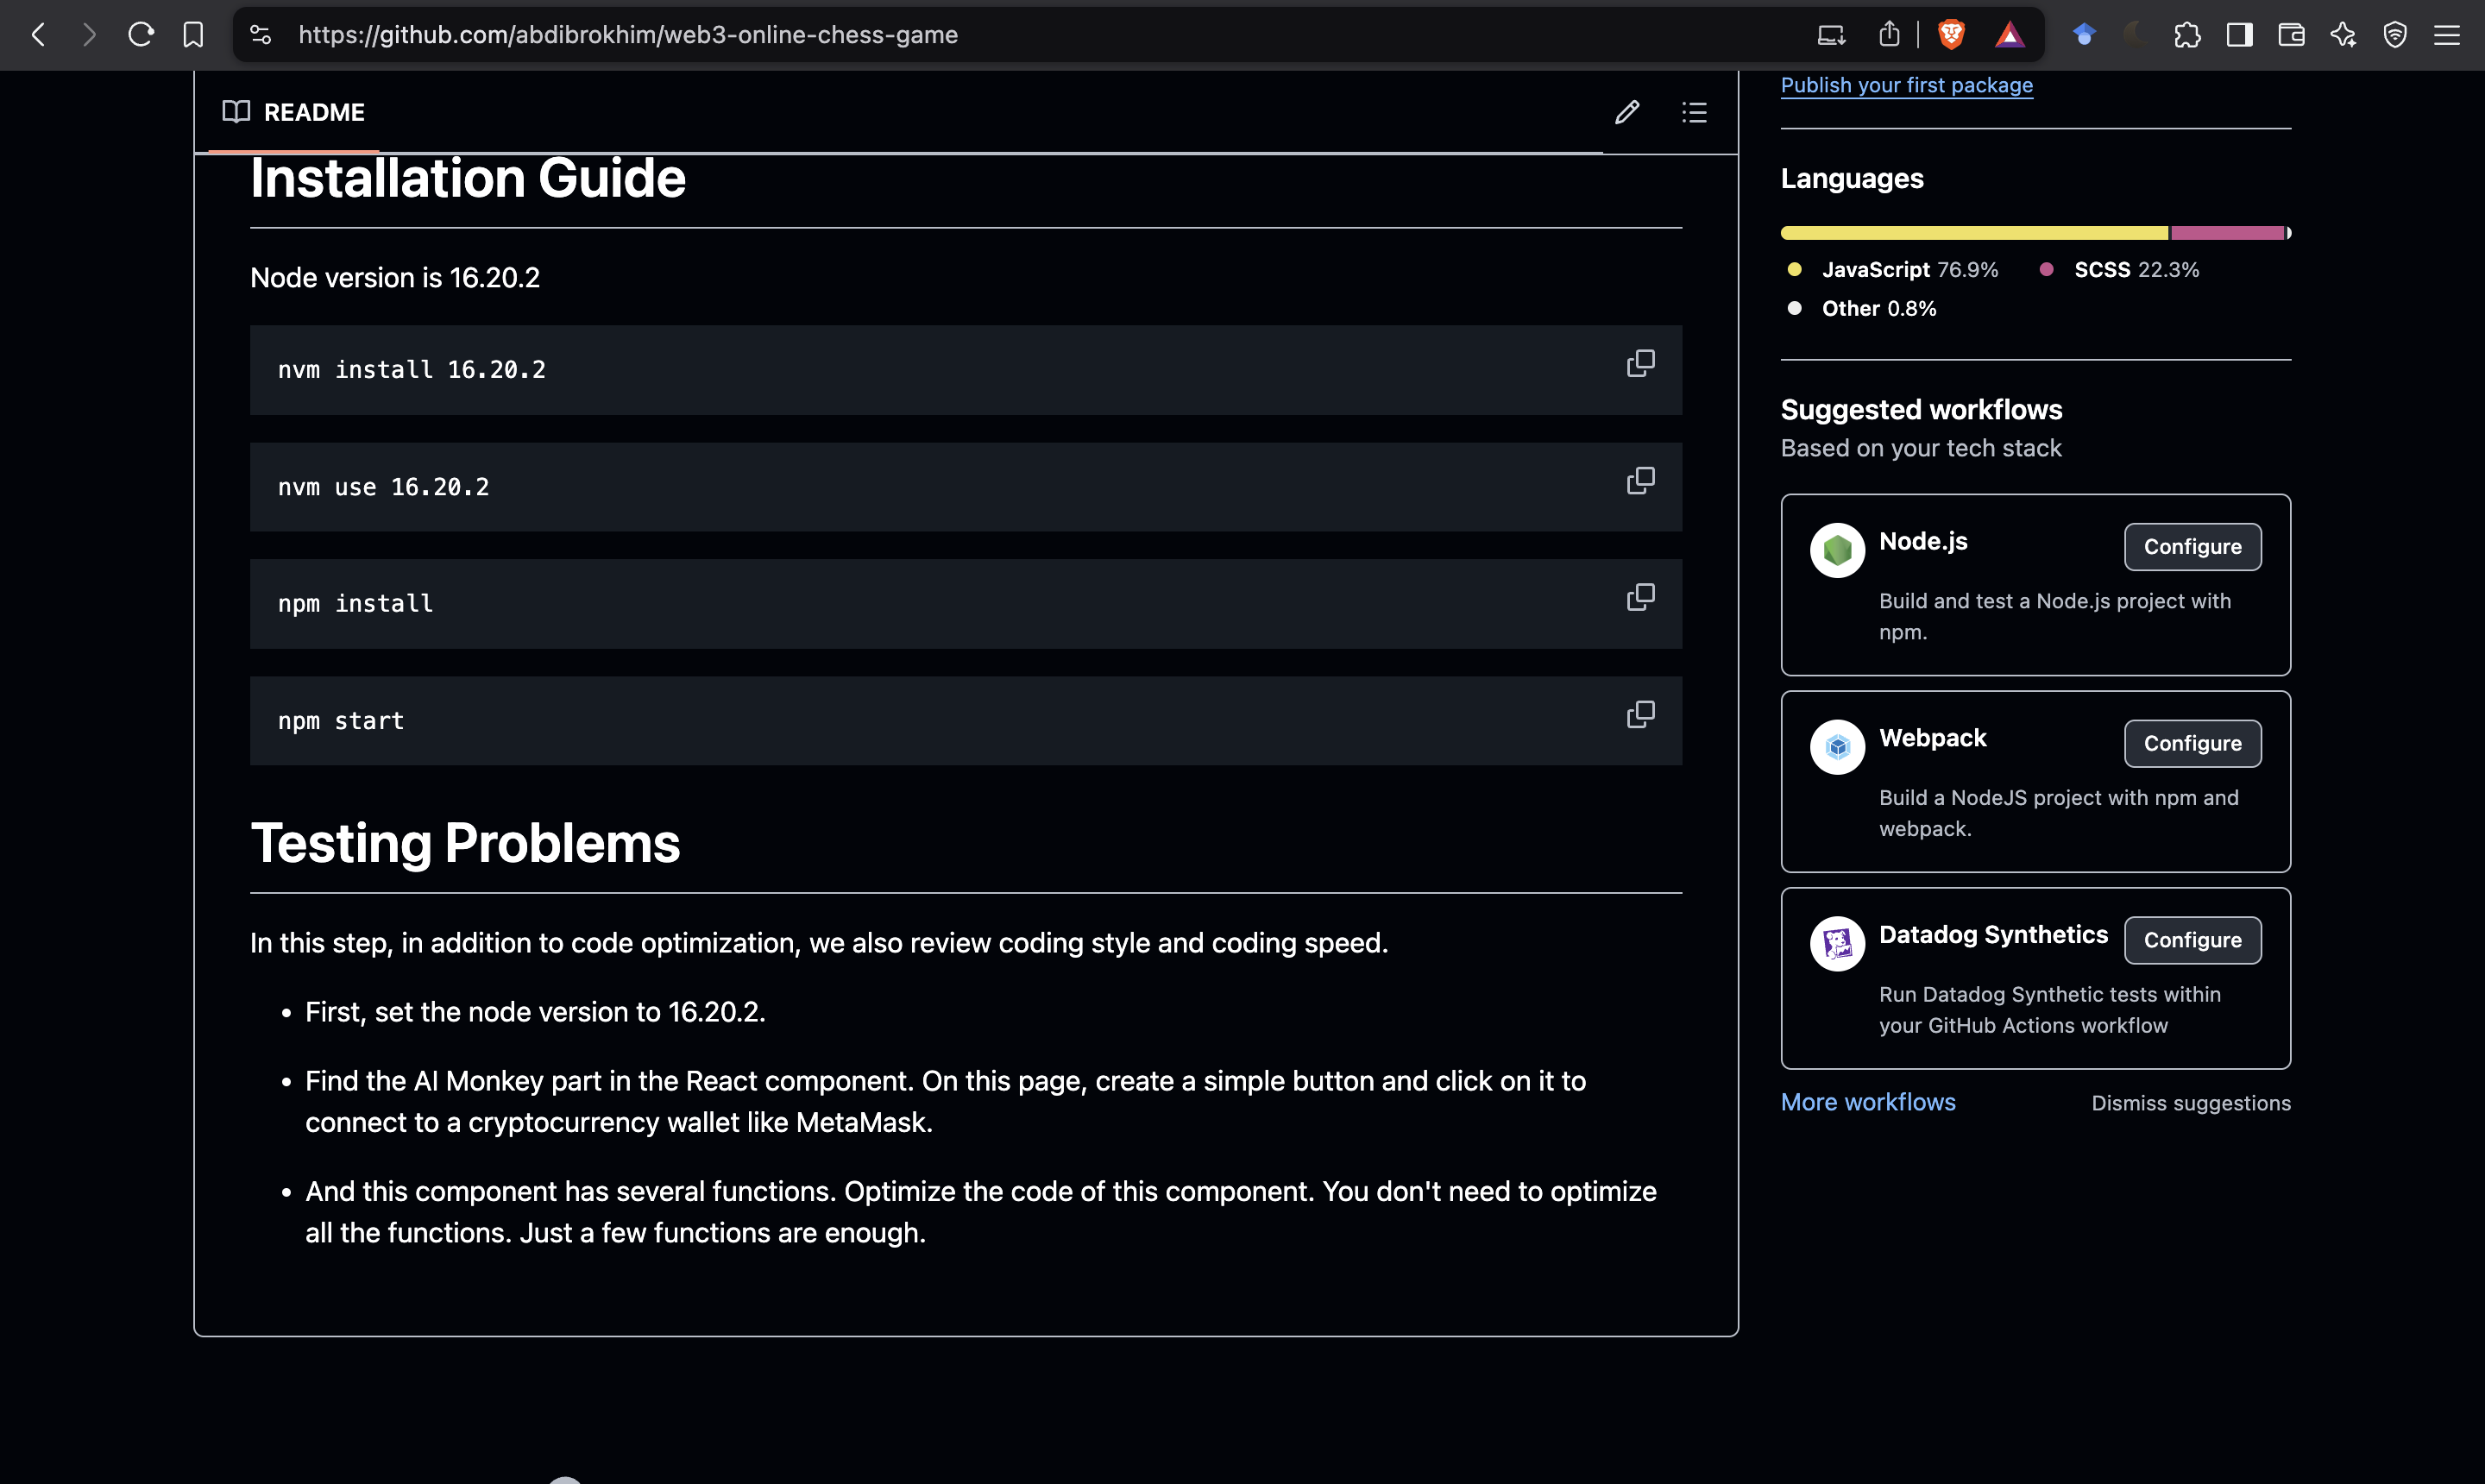 https://github.com/abdibrokhim/web3-online-chess-game
README
Installation Guide
Node version is 16.20.2
nvm install 16.20.2
nvm use 16.20.2
npm install
npm start
Testing Problems
In this step, in addition to code optimization, we also review coding style and coding speed.
• First, set the node version to 16.20.2.
• Find the AI Monkey part in the React component. On this page, create a simple button and click on it to
connect to a cryptocurrency wallet like MetaMask.
• And this component has several functions. Optimize the code of this component. You don't need to optimize
all the functions. Just a few functions are enough.
Publish your first package
Languages
JavaScript 76.9%
SCSS 22.3%
Other 0.8%
Suggested workflows
Based on your tech stack
Node.js
Configure
Build and test a Node.js project with
npm.
Webpack
Configure
Build a NodeJS project with npm and
webpack.
Datadog Synthetics
Configure
Run Datadog Synthetic tests within
your GitHub Actions workflow
More workflows
Dismiss suggestions